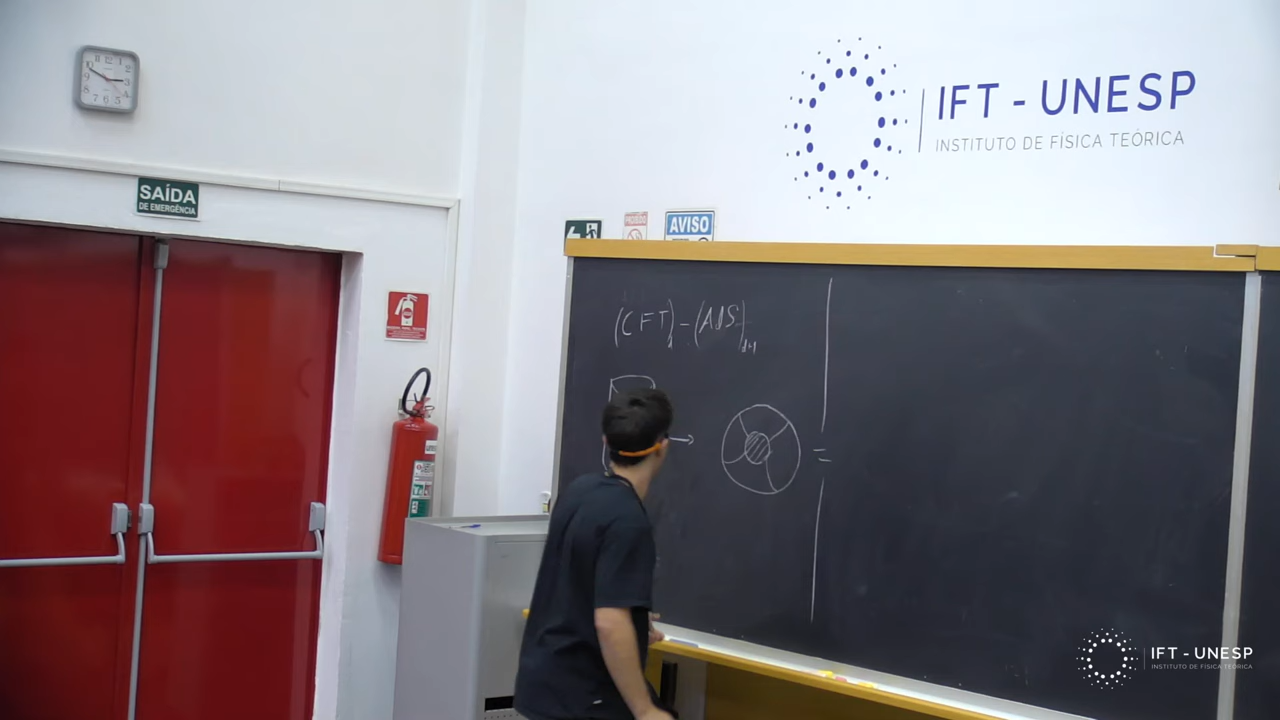 12
SAÍDA
DE EMERGÊNCIA
AVISO
IFT - UNESP
INSTITUTO DE FÍSICA TEÓRICA
(CFT)d - (AdS)d+1
=
IFT - UNESP
INSTITUTO DE FÍSICA TEÓRICA